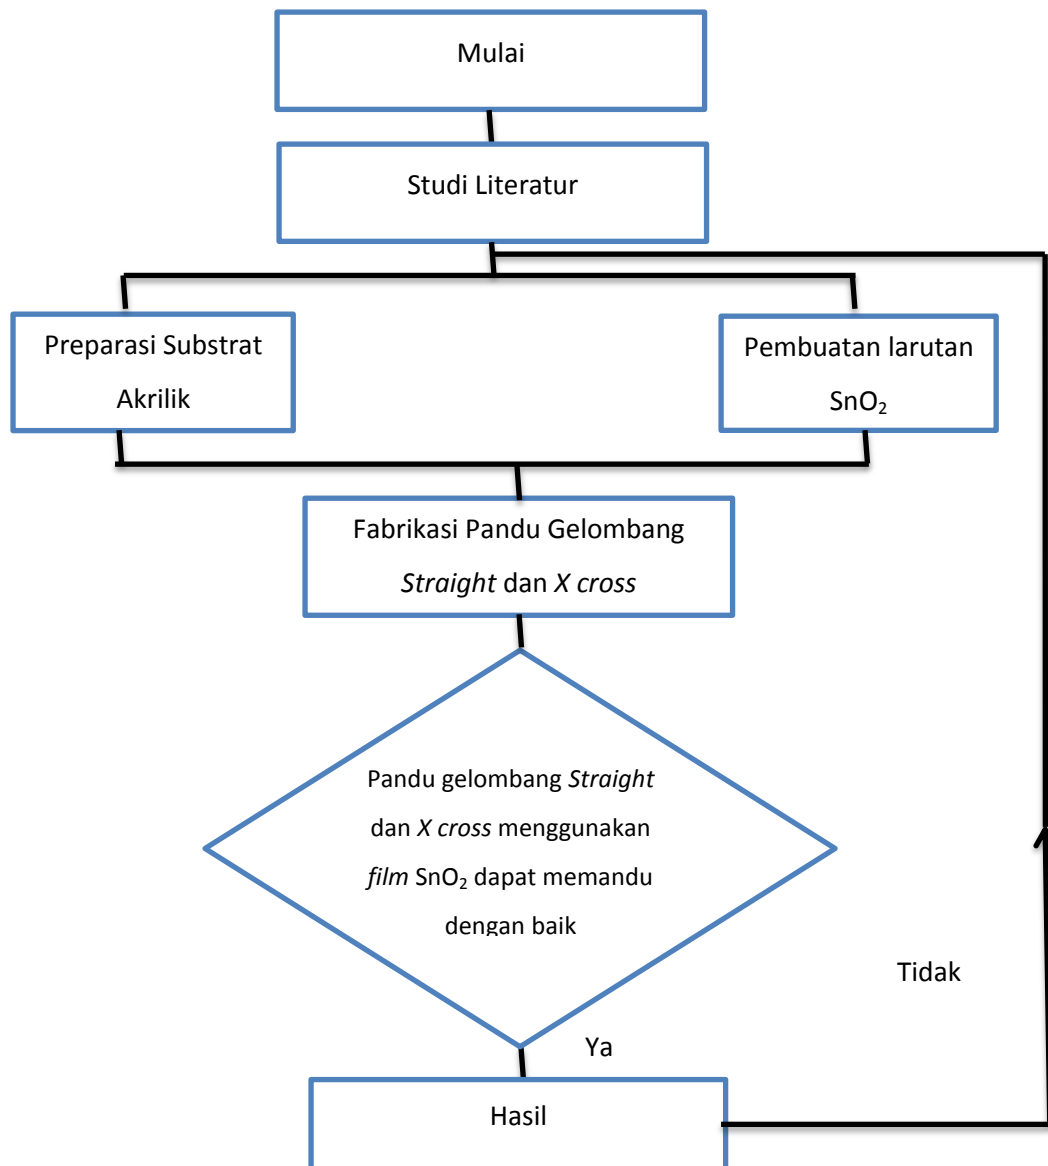 Mulai
Studi Literatur
Preparasi Substrat
Akrilik
Pembuatan larutan
SnO₂
Fabrikasi Pandu Gelombang
Straight dan X cross
Pandu gelombang Straight
dan X cross menggunakan
film SnO₂ dapat memandu
dengan baik
Tidak
Ya
Hasil